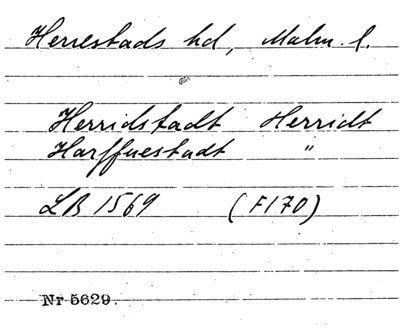 Herrestads hd, Malm. l.
Herridstadt Herridt
Harffuestadt "
LB 1569 (F170)
Nr 5629.